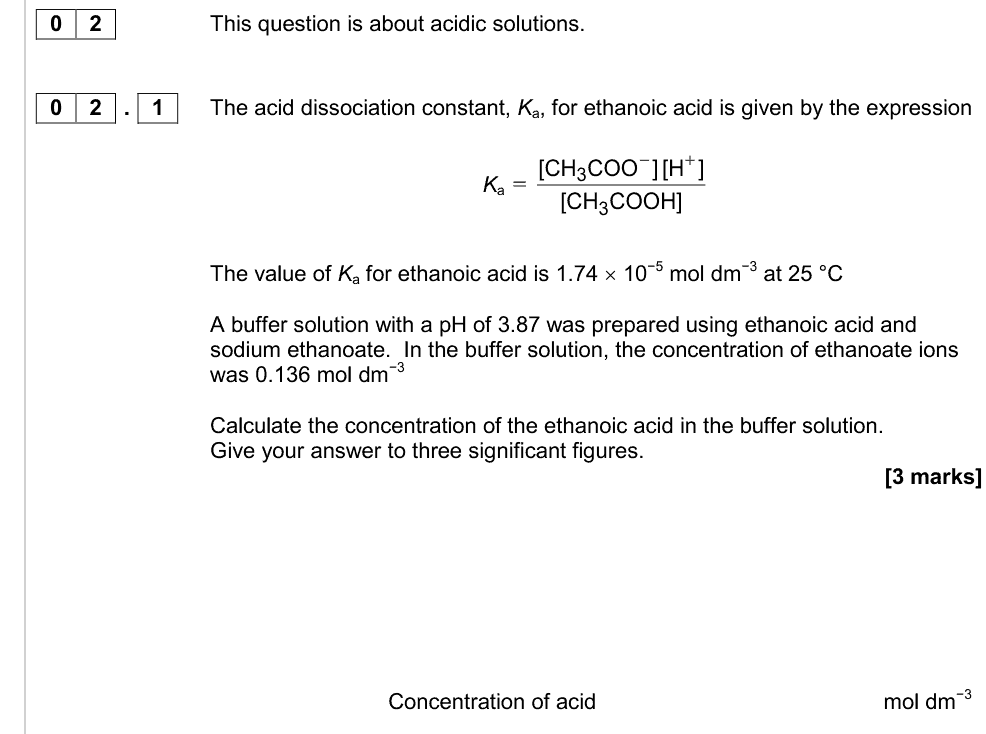 0 2 This question is about acidic solutions.
0 2 . 1 The acid dissociation constant, Kₐ, for ethanoic acid is given by the expression
Kₐ = [CH₃COO⁻][H⁺] / [CH₃COOH]
The value of Kₐ for ethanoic acid is 1.74 × 10⁻⁵ mol dm⁻³ at 25 °C
A buffer solution with a pH of 3.87 was prepared using ethanoic acid and
sodium ethanoate. In the buffer solution, the concentration of ethanoate ions
was 0.136 mol dm⁻³
Calculate the concentration of the ethanoic acid in the buffer solution.
Give your answer to three significant figures.
[3 marks]
Concentration of acid mol dm⁻³